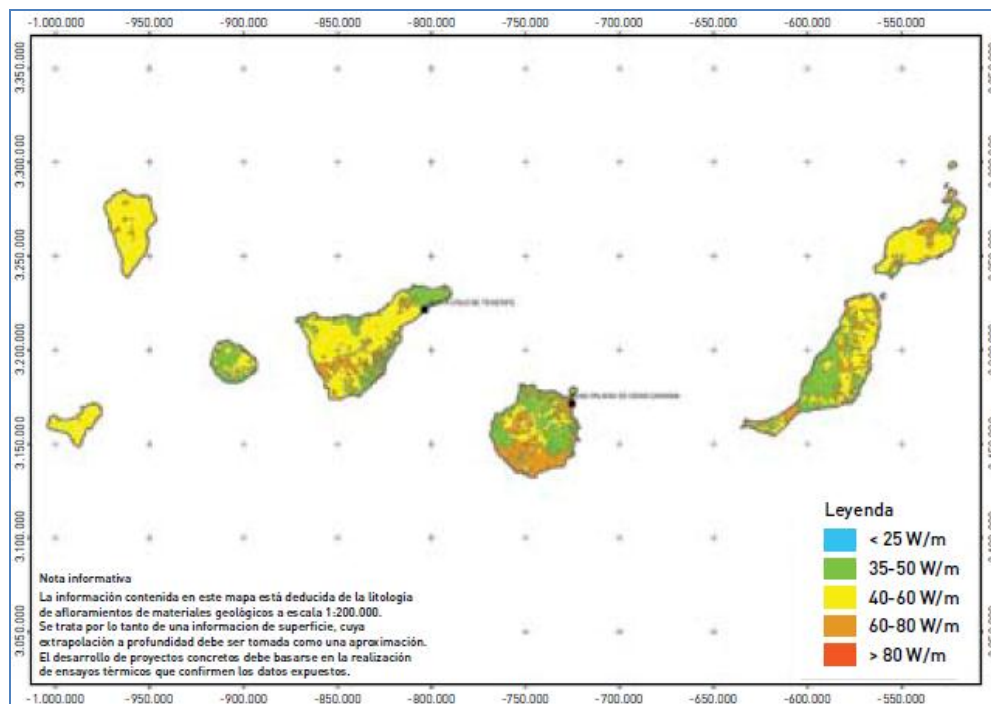 -1.000.000 -950.000 -900.000 -850.000 -800.000 -750.000 -700.000 -650.000 -600.000 -550.000
3.350.000
3.300.000
3.250.000
3.200.000
3.150.000
3.100.000
3.050.000
DE TENERIFE
Leyenda
< 25 W/m
35-50 W/m
40-60 W/m
60-80 W/m
> 80 W/m
Nota informativa
La información contenida en este mapa está deducida de la litología
de afloramientos de materiales geológicos a escala 1:200.000.
Se trata por lo tanto de una informacion de superficie, cuya
extrapolación a profundidad debe ser tomada como una aproximación.
El desarrollo de proyectos concretos debe basarse en la realización
de ensayos térmicos que confirmen los datos expuestos.
-1.000.000 -950.000 -900.000 -850.000 -800.000 -750.000 -700.000 -650.000 -600.000 -550.000